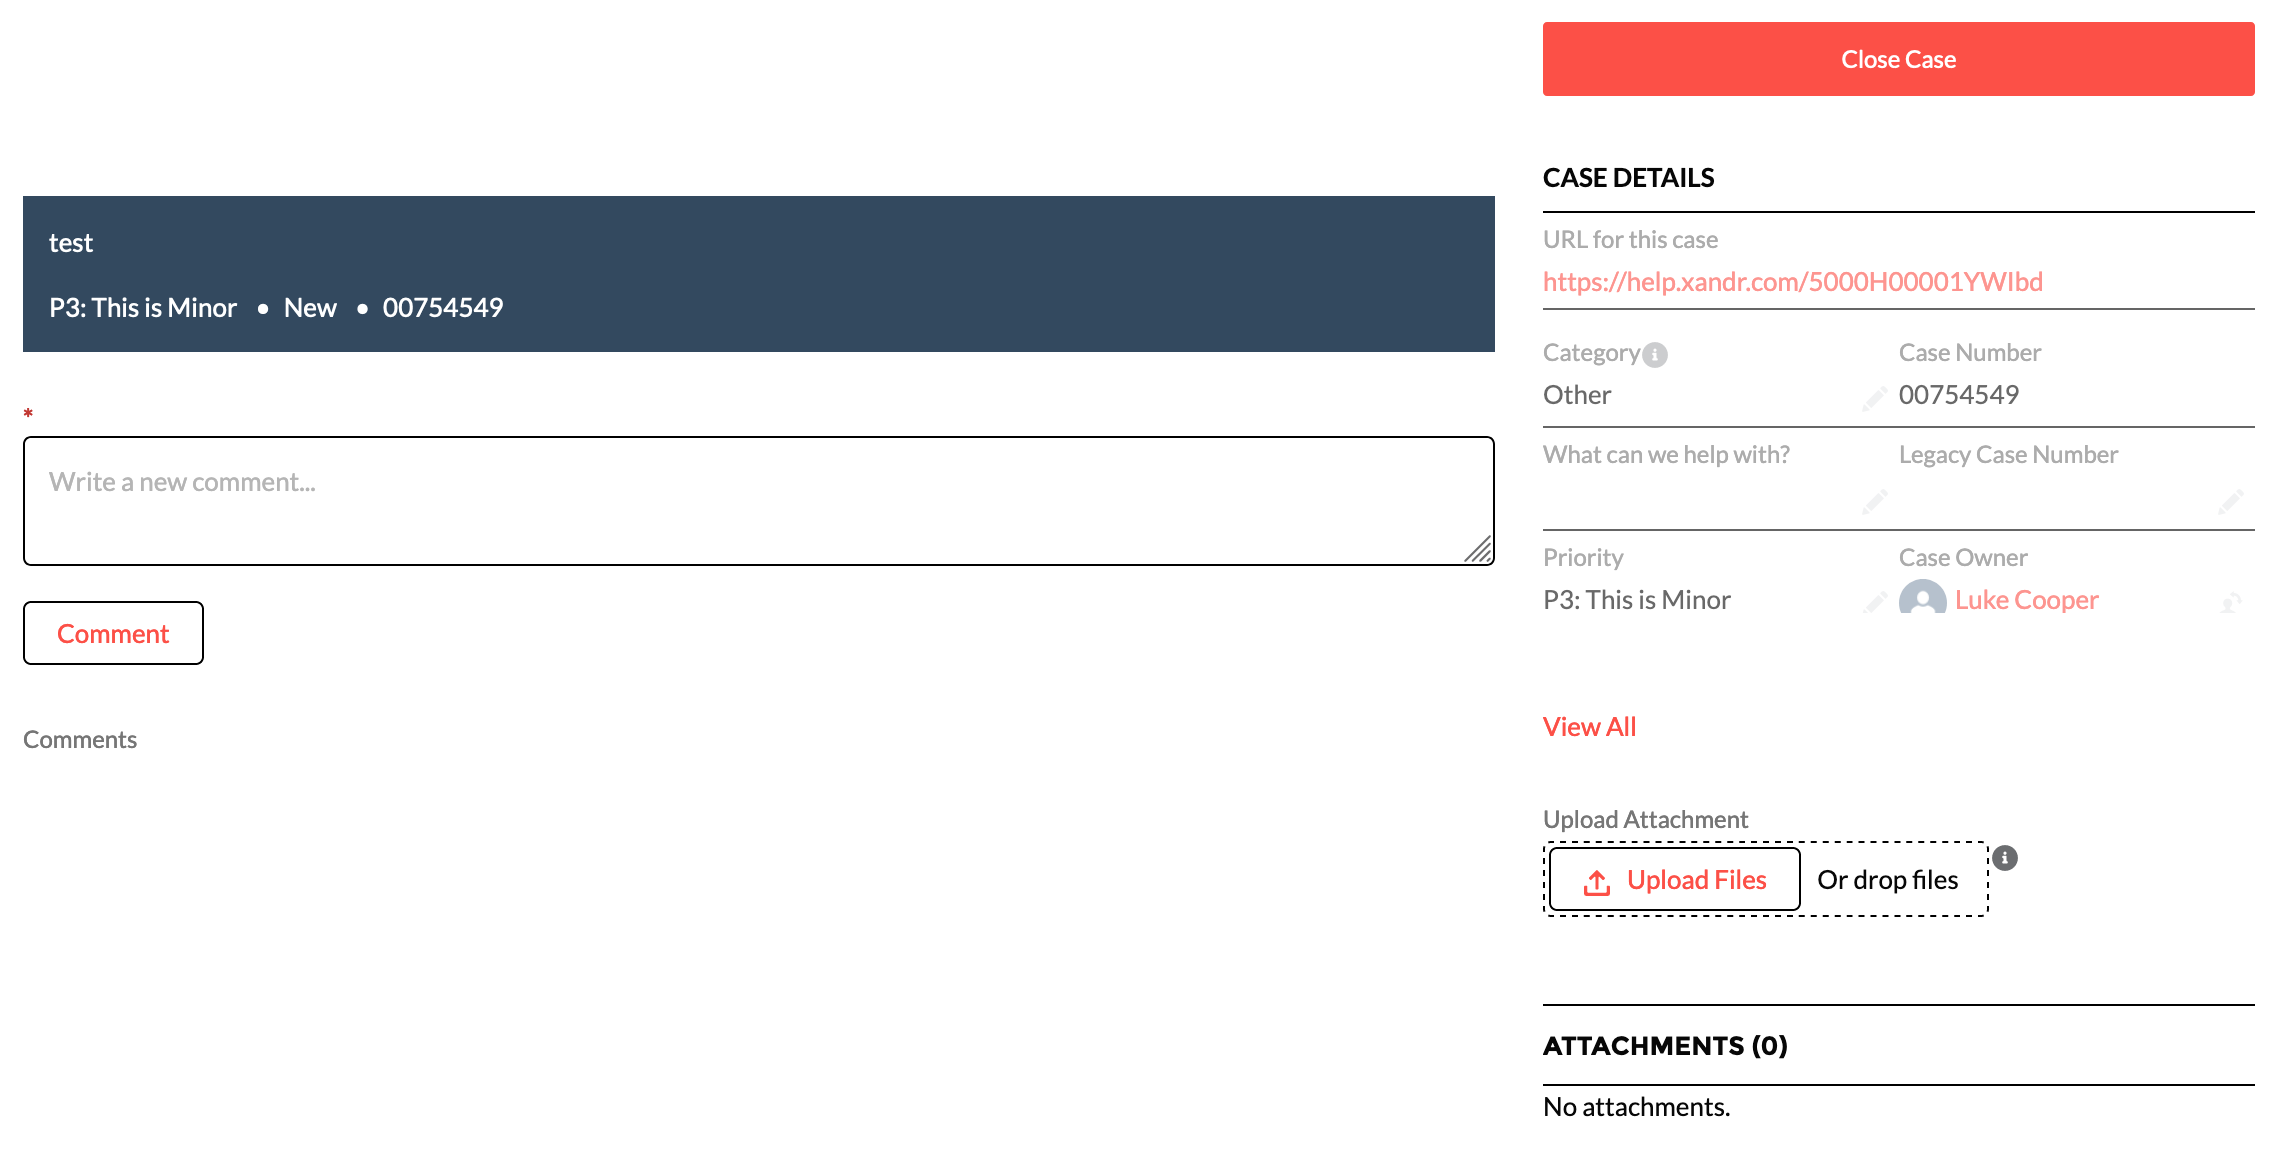 Close Case
test
P3: This is Minor • New • 00754549
*
Write a new comment...
Comment
Comments
CASE DETAILS
URL for this case
https://help.xandr.com/5000H00001YWIbd
Category Case Number
Other 00754549
What can we help with? Legacy Case Number
Priority Case Owner
P3: This is Minor Luke Cooper
View All
Upload Attachment
Upload Files Or drop files
ATTACHMENTS (0)
No attachments.